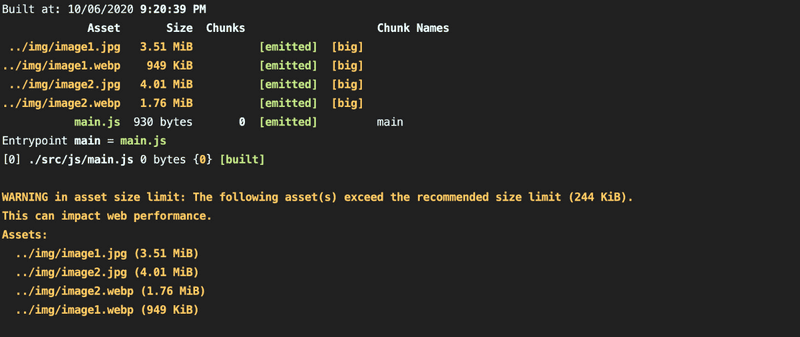 Built at: 10/06/2020 9:20:39 PM
Asset Size Chunks Chunk Names
../img/image1.jpg 3.51 MiB [emitted] [big]
../img/image1.webp 949 KiB [emitted] [big]
../img/image2.jpg 4.01 MiB [emitted] [big]
../img/image2.webp 1.76 MiB [emitted] [big]
main.js 930 bytes 0 [emitted] main
Entrypoint main = main.js
[0] ./src/js/main.js 0 bytes {0} [built]
WARNING in asset size limit: The following asset(s) exceed the recommended size limit (244 KiB).
This can impact web performance.
Assets:
../img/image1.jpg (3.51 MiB)
../img/image2.jpg (4.01 MiB)
../img/image2.webp (1.76 MiB)
../img/image1.webp (949 KiB)